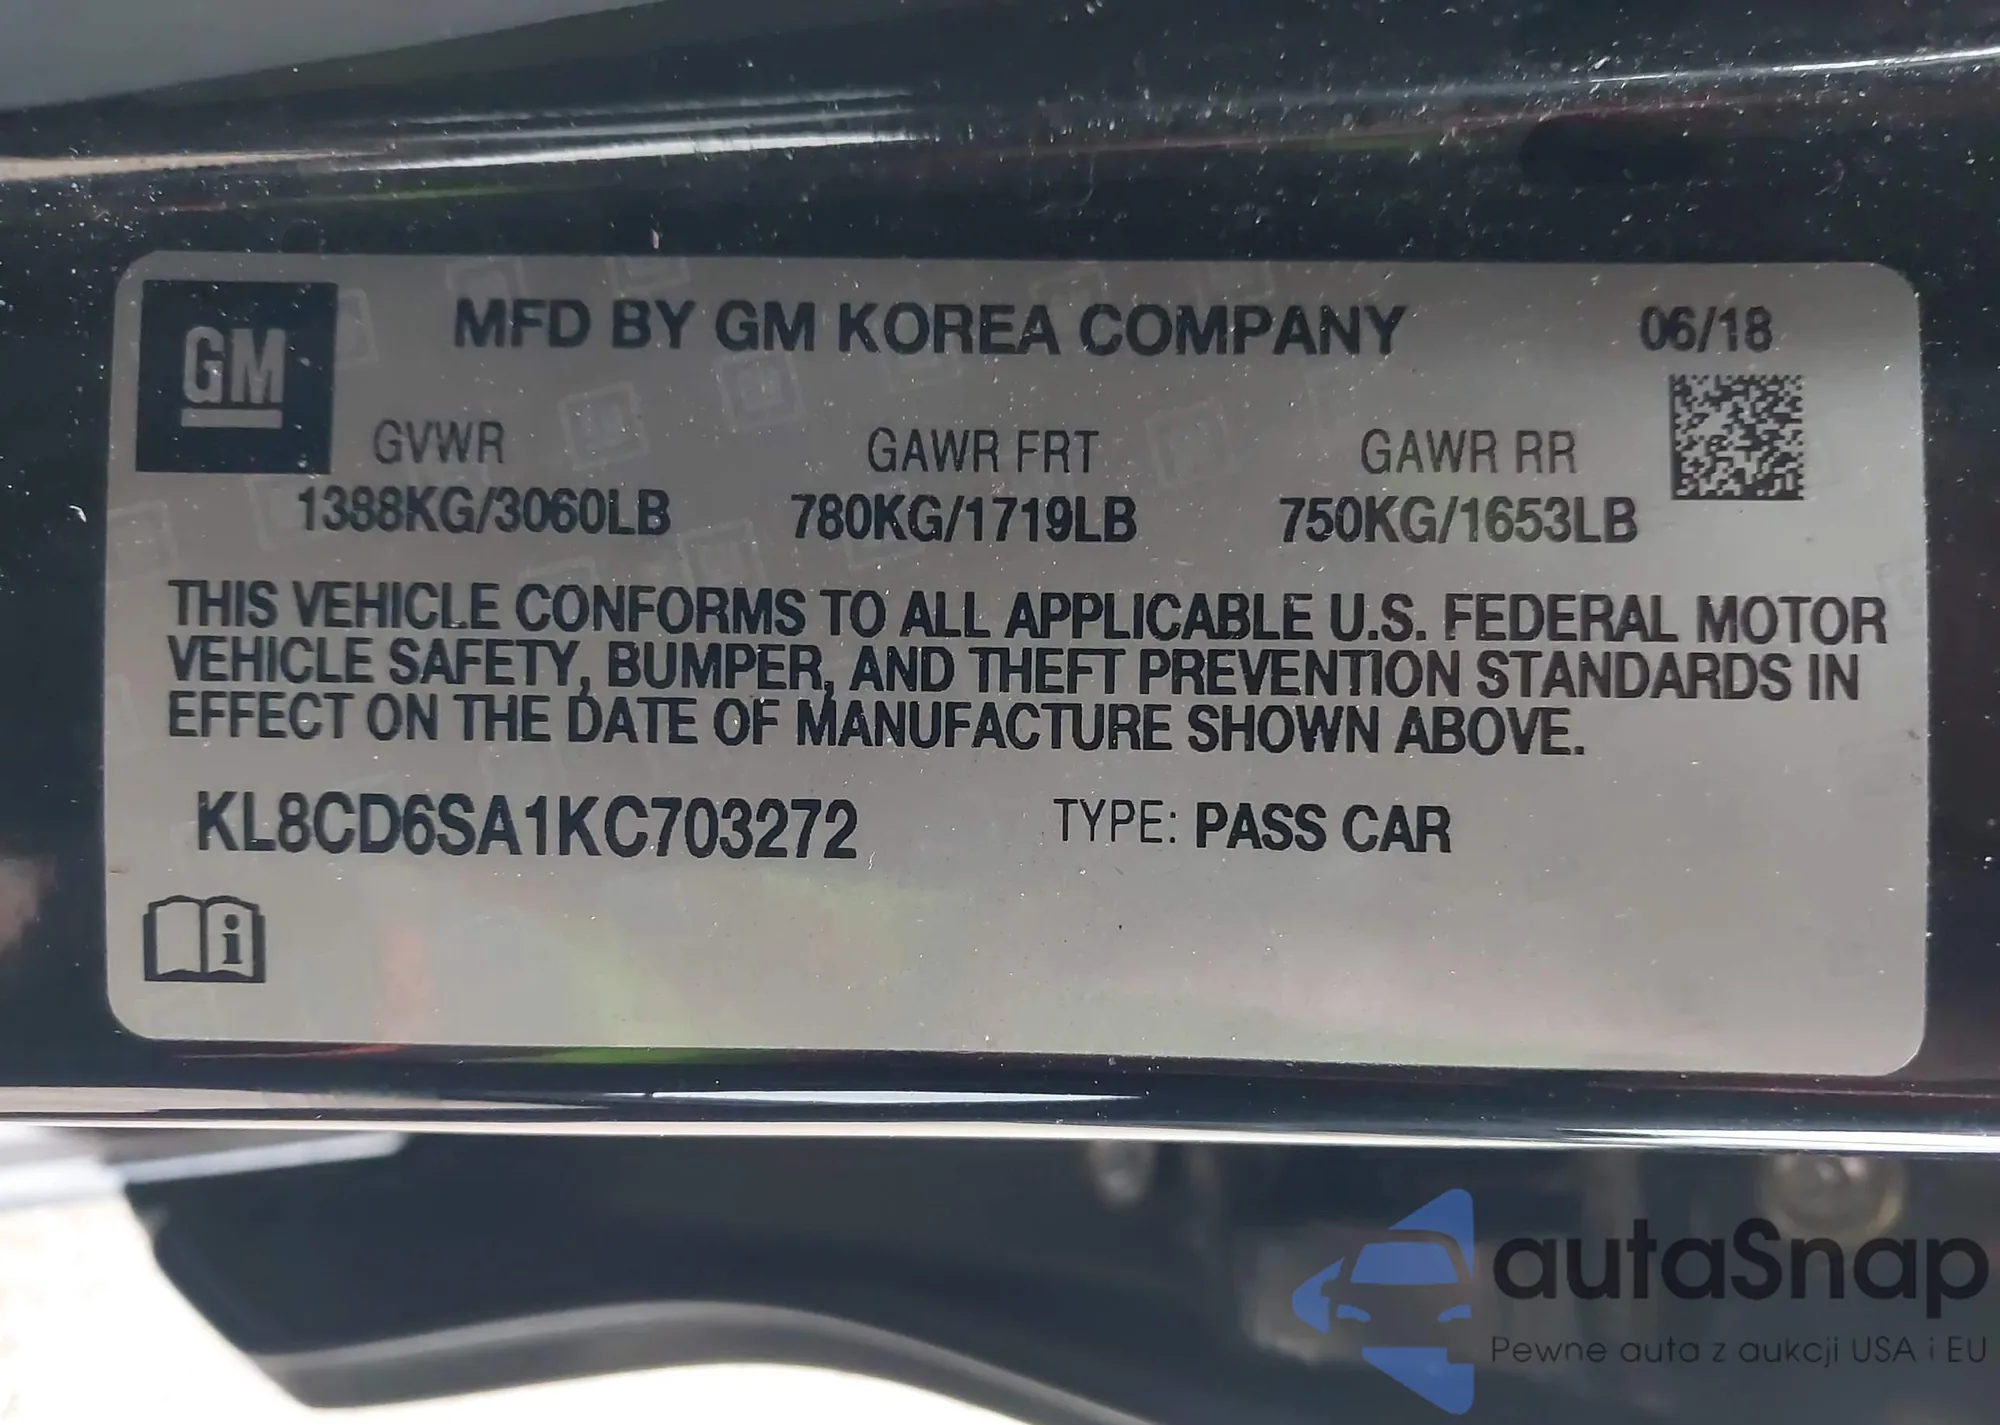 GM
MFD BY GM KOREA COMPANY 06/18
GVWR GAWR FRT GAWR RR
1388KG/3060LB 780KG/1719LB 750KG/1653LB
THIS VEHICLE CONFORMS TO ALL APPLICABLE U.S. FEDERAL MOTOR
VEHICLE SAFETY, BUMPER, AND THEFT PREVENTION STANDARDS IN
EFFECT ON THE DATE OF MANUFACTURE SHOWN ABOVE.
KL8CD6SA1KC703272 TYPE: PASS CAR
i
autaSnap
Pewne auta z aukcji USA i EU